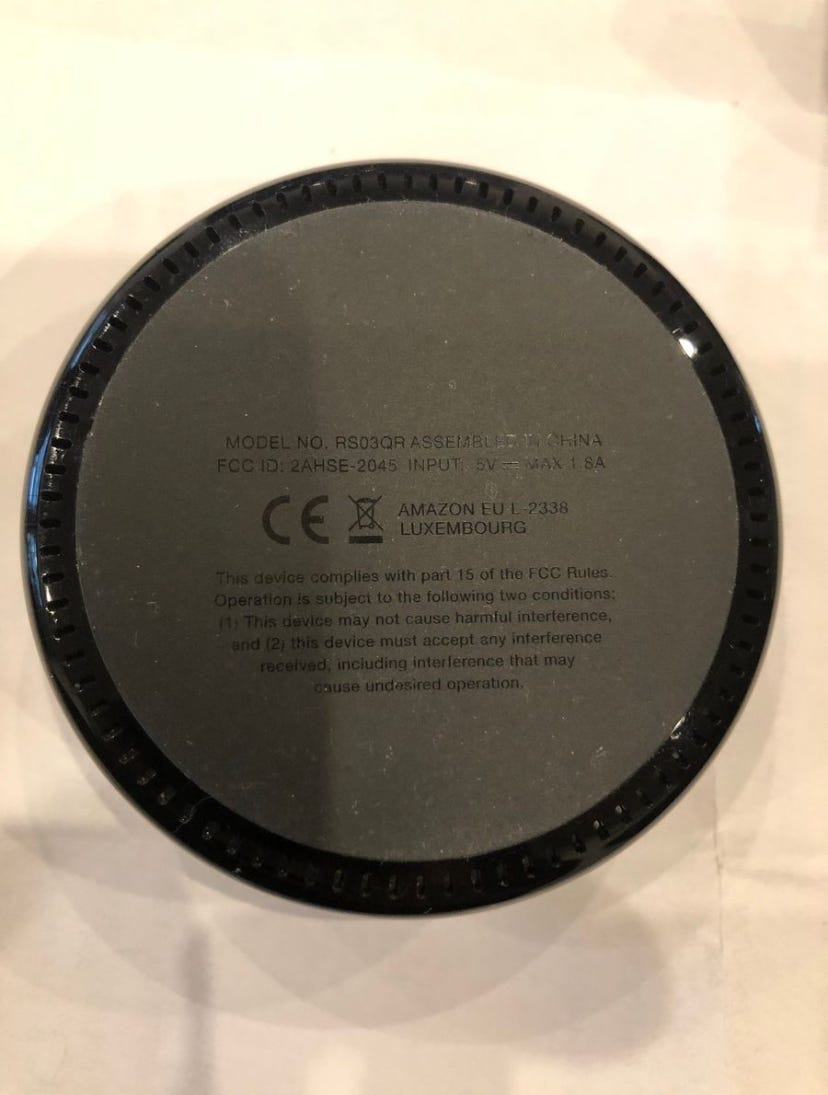 MODEL NO. RS03QR ASSEMBLED IN CHINA
FCC ID: 2AHSE-2045 INPUT: 5V ⎓ MAX 1.8A
CE AMAZON EU L-2338
LUXEMBOURG
This device complies with part 15 of the FCC Rules.
Operation is subject to the following two conditions:
(1) This device may not cause harmful interference,
and (2) this device must accept any interference
received, including interference that may
cause undesired operation.